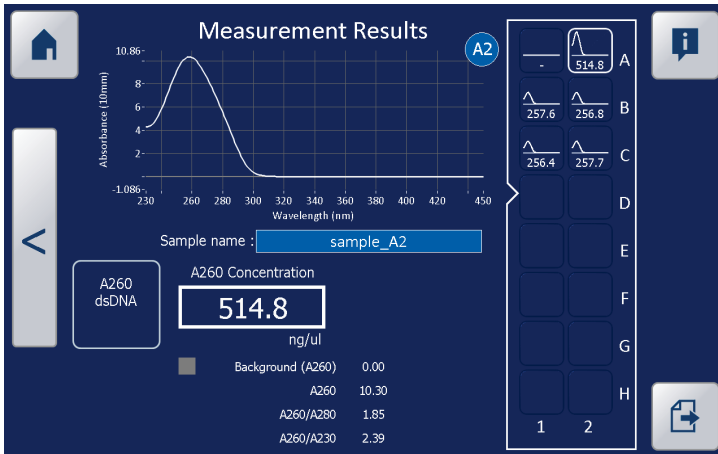 Measurement Results
A2
10.86
8
6
4
2
-1.086
Absorbance (10mm)
230 260 280 300 320 340 360 380 400 420 450
Wavelength (nm)
Sample name : sample_A2
A260
dsDNA
A260 Concentration
514.8
ng/ul
Background (A260) 0.00
A260 10.30
A260/A280 1.85
A260/A230 2.39
- 514.8 A
257.6 256.8 B
256.4 257.7 C
D
E
F
G
H
1 2
<
i